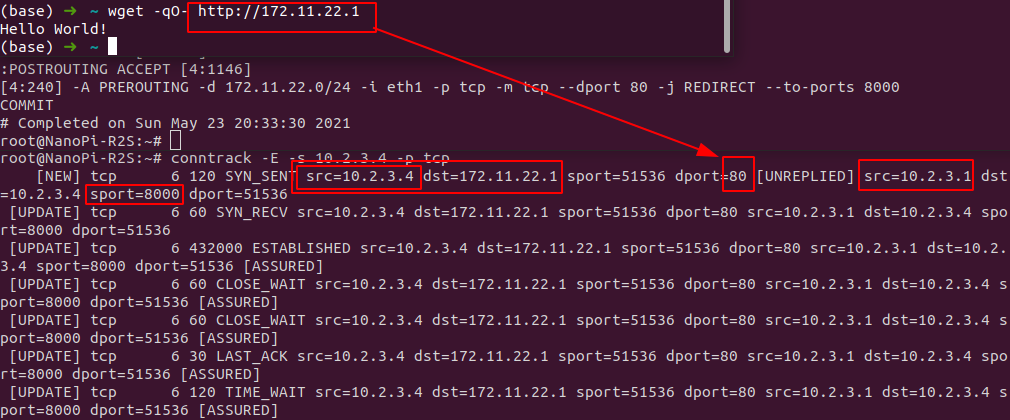 (base) ➜ ~ wget -qO- http://172.11.22.1
Hello World!
(base) ➜ ~
:POSTROUTING ACCEPT [4:1146]
[4:240] -A PREROUTING -d 172.11.22.0/24 -i eth1 -p tcp -m tcp --dport 80 -j REDIRECT --to-ports 8000
COMMIT
# Completed on Sun May 23 20:33:30 2021
root@NanoPi-R2S:~#
root@NanoPi-R2S:~# conntrack -E -s 10.2.3.4 -p tcp
[NEW] tcp 6 120 SYN_SENT src=10.2.3.4 dst=172.11.22.1 sport=51536 dport=80 [UNREPLIED] src=10.2.3.1 dst
=10.2.3.4 sport=8000 dport=51536
[UPDATE] tcp 6 60 SYN_RECV src=10.2.3.4 dst=172.11.22.1 sport=51536 dport=80 src=10.2.3.1 dst=10.2.3.4 spo
rt=8000 dport=51536
[UPDATE] tcp 6 432000 ESTABLISHED src=10.2.3.4 dst=172.11.22.1 sport=51536 dport=80 src=10.2.3.1 dst=10.2.
3.4 sport=8000 dport=51536 [ASSURED]
[UPDATE] tcp 6 60 CLOSE_WAIT src=10.2.3.4 dst=172.11.22.1 sport=51536 dport=80 src=10.2.3.1 dst=10.2.3.4 s
port=8000 dport=51536 [ASSURED]
[UPDATE] tcp 6 60 CLOSE_WAIT src=10.2.3.4 dst=172.11.22.1 sport=51536 dport=80 src=10.2.3.1 dst=10.2.3.4 s
port=8000 dport=51536 [ASSURED]
[UPDATE] tcp 6 30 LAST_ACK src=10.2.3.4 dst=172.11.22.1 sport=51536 dport=80 src=10.2.3.1 dst=10.2.3.4 spo
rt=8000 dport=51536 [ASSURED]
[UPDATE] tcp 6 120 TIME_WAIT src=10.2.3.4 dst=172.11.22.1 sport=51536 dport=80 src=10.2.3.1 dst=10.2.3.4 s
port=8000 dport=51536 [ASSURED]